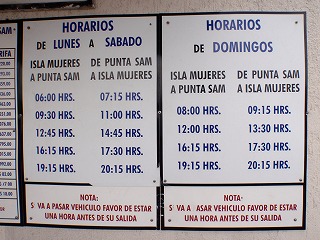 SAM
HORARIOS
DE LUNES A SABADO
ISLA MUJERES A PUNTA SAM
DE PUNTA SAM A ISLA MUJERES
06:00 HRS. 07:15 HRS.
09:30 HRS. 11:00 HRS.
12:45 HRS. 14:45 HRS.
16:15 HRS. 17:30 HRS.
19:15 HRS. 20:15 HRS.
NOTA:
S VA A PASAR VEHICULO FAVOR DE ESTAR
UNA HORA ANTES DE SU SALIDA
HORARIOS
DE DOMINGOS
ISLA MUJERES A PUNTA SAM
DE PUNTA SAM A ISLA MUJERES
08:00 HRS. 09:15 HRS.
12:00 HRS. 13:30 HRS.
16:15 HRS. 17:30 HRS.
19:15 HRS. 20:15 HRS.
NOTA:
S VA A PASAR VEHICULO FAVOR DE ESTAR
UNA HORA ANTES DE SU SALIDA